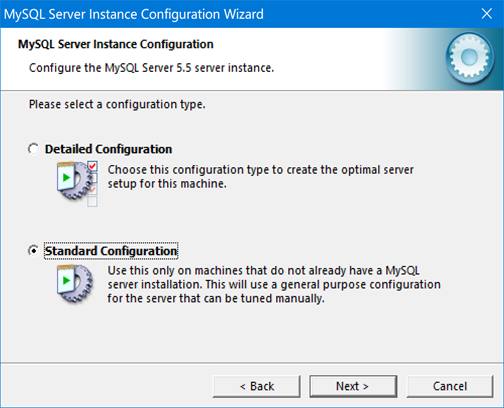 MySQL Server Instance Configuration Wizard
MySQL Server Instance Configuration
Configure the MySQL Server 5.5 server instance.
Please select a configuration type.
Detailed Configuration
Choose this configuration type to create the optimal server
setup for this machine.
Standard Configuration
Use this only on machines that do not already have a MySQL
server installation. This will use a general purpose configuration
for the server that can be tuned manually.
< Back
Next >
Cancel